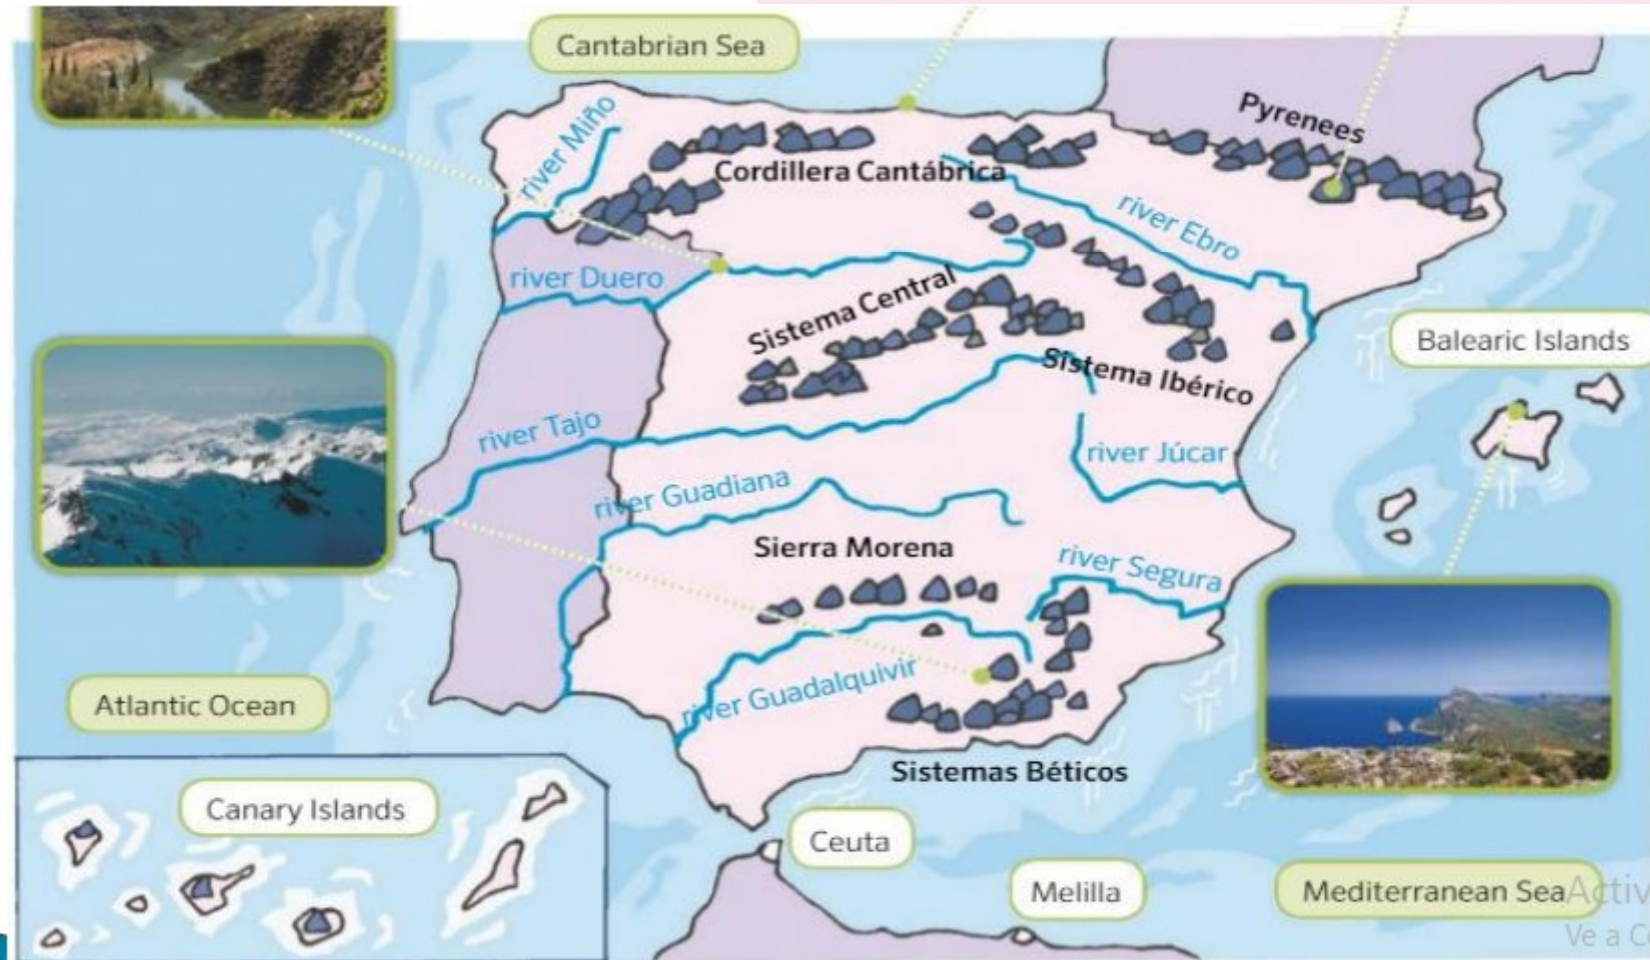 Cantabrian Sea
Pyrenees
river Miño
Cordillera Cantábrica
river Ebro
river Duero
Sistema Central
Balearic Islands
Sistema Ibérico
river Tajo
river Júcar
river Guadiana
Sierra Morena
river Segura
river Guadalquivir
Atlantic Ocean
Sistemas Béticos
Canary Islands
Ceuta
Melilla
Mediterranean Sea
Ve a